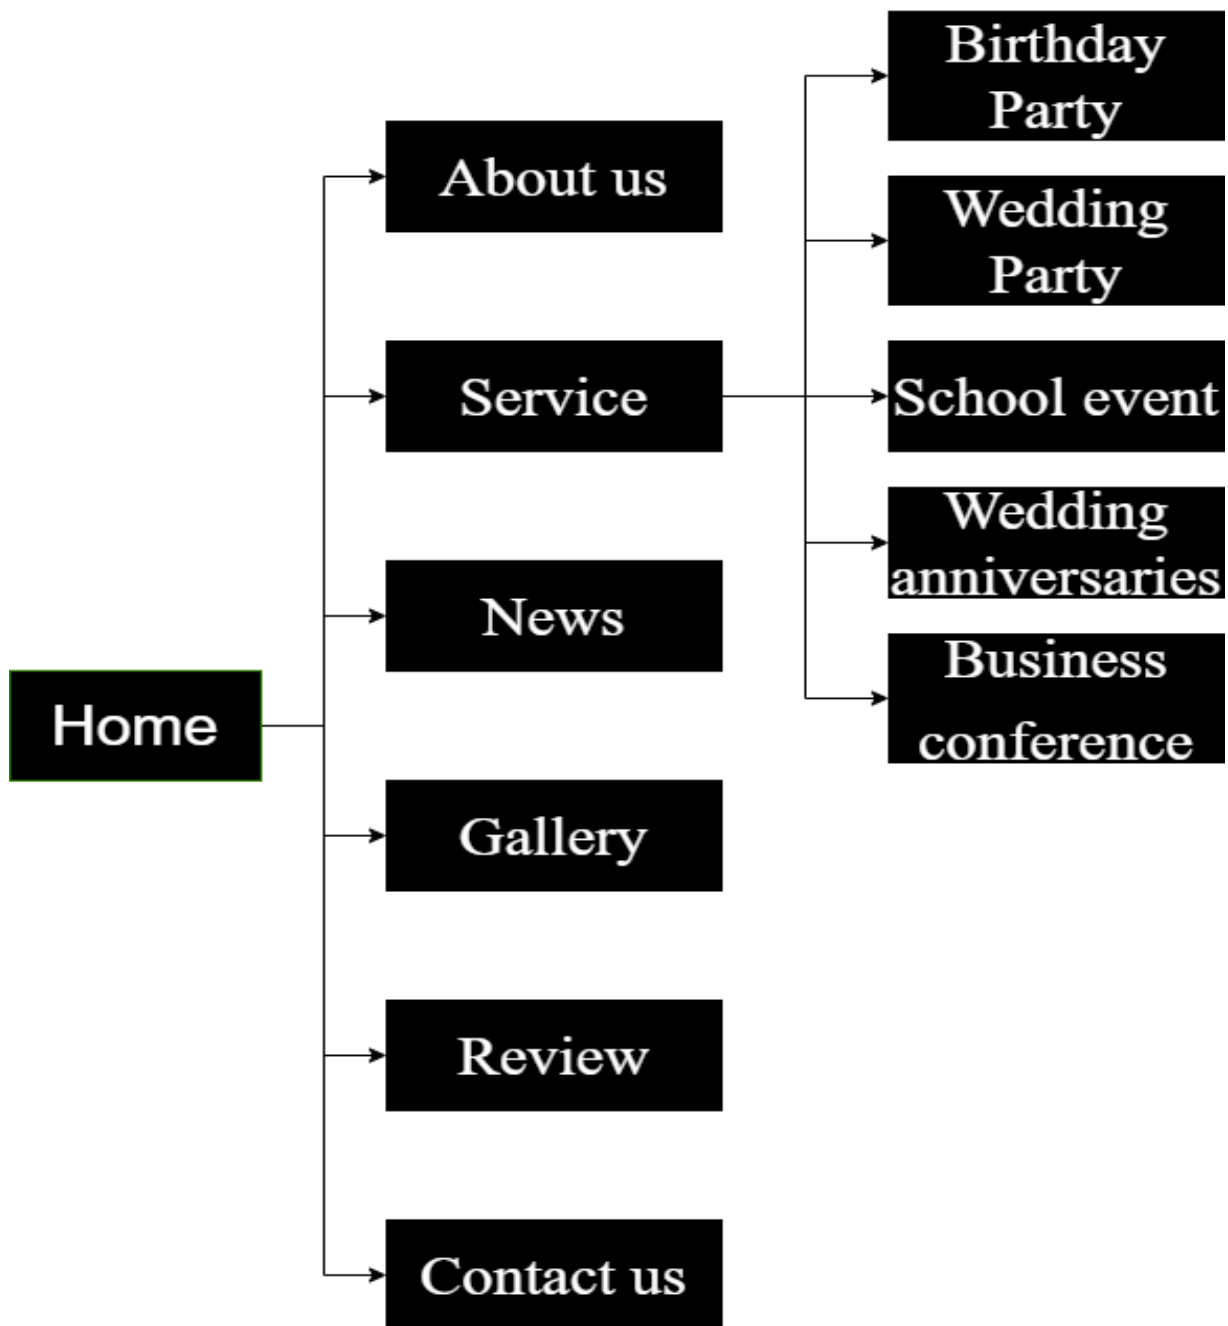 Home
About us
Service
News
Gallery
Review
Contact us
Birthday
Party
Wedding
Party
School event
Wedding
anniversaries
Business
conference